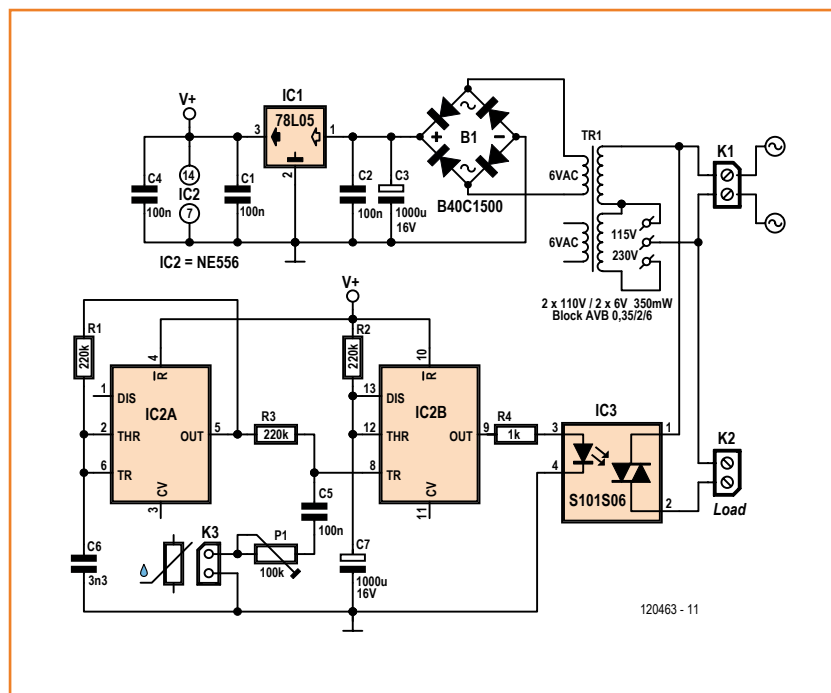 V+
IC1
78L05
3
1
2
C4
100n
14
IC2
7
C1
100n
C2
100n
C3
1000u
16V
B1
B40C1500
IC2 = NE556
TR1
6VAC
6VAC
115V
230V
K1
2 x 110V / 2 x 6V 350mW
Block AVB 0,35/2/6
V+
R1
220k
4
R
1
DIS
IC2A
2
THR
OUT
5
6
TR
CV
3
R3
220k
R2
220k
10
R
13
DIS
IC2B
12
THR
OUT
9
8
TR
CV
11
R4
1k
IC3
3
1
4
S101S06
2
K2
Load
C6
3n3
K3
P1
100k
C5
100n
C7
1000u
16V
120463 - 11